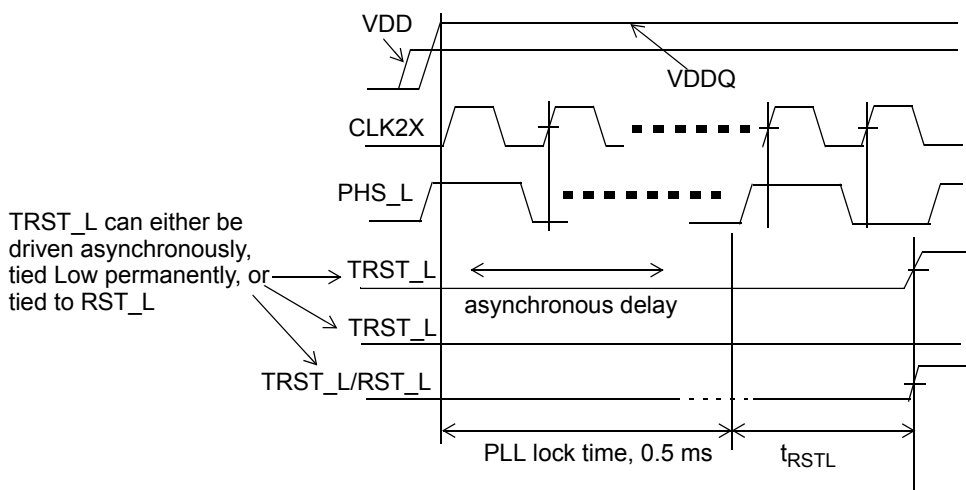 VDD
VDDQ
CLK2X
PHS_L
TRST_L can either be
driven asynchronously,
tied Low permanently, or
tied to RST_L
TRST_L
asynchronous delay
TRST_L
TRST_L/RST_L
PLL lock time, 0.5 ms
tRSTL